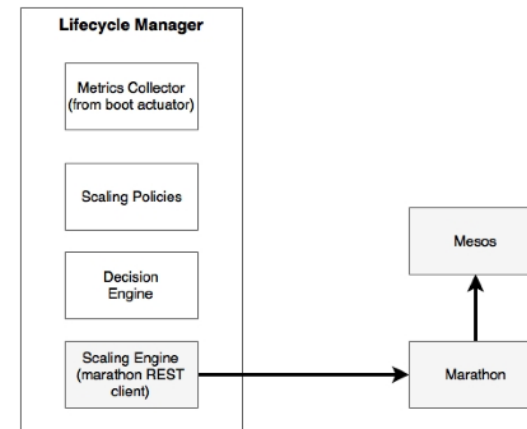 Lifecycle Manager
Metrics Collector
(from boot actuator)
Scaling Policies
Decision
Engine
Scaling Engine
(marathon REST
client)
Mesos
Marathon